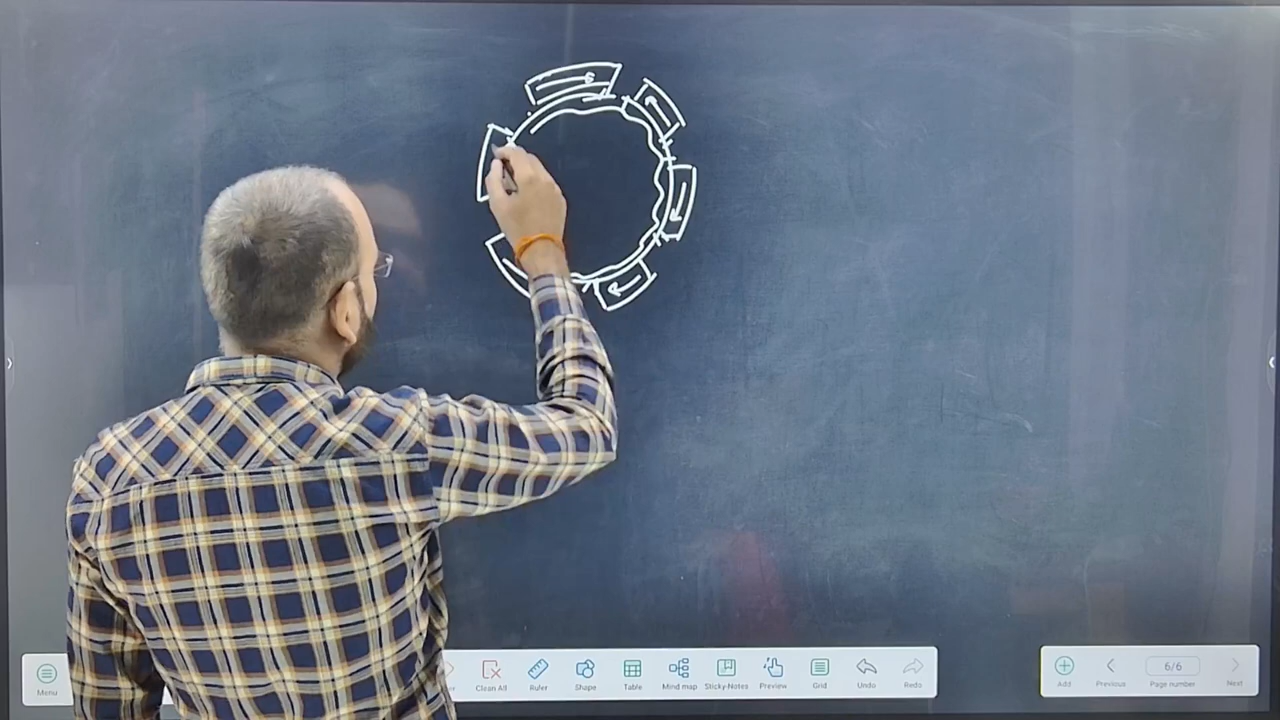 Menu
Clean All
Ruler
Shape
Table
Mind map
Sticky-Notes
Preview
Grid
Undo
Redo
Add
Previous
6/6
Page number
Next